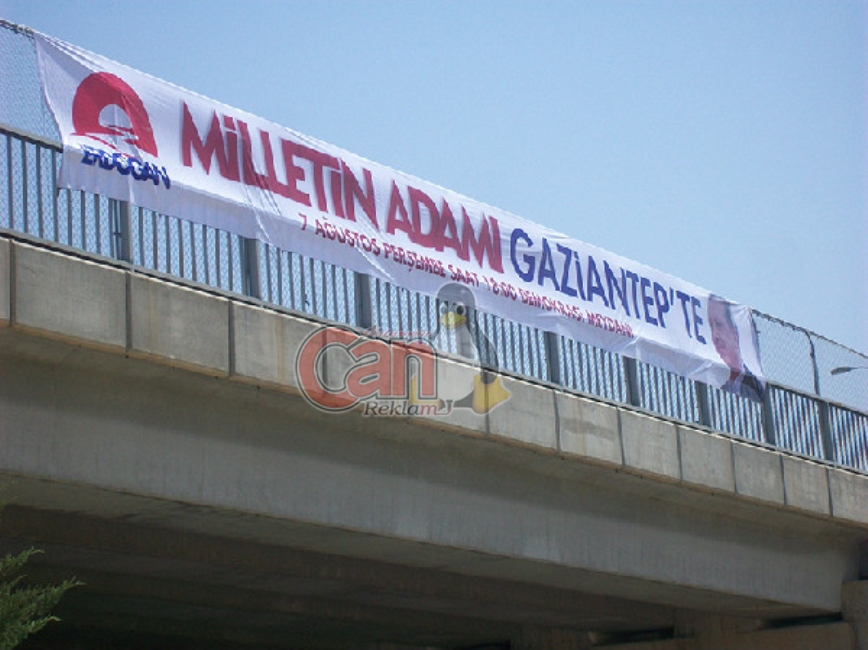 MİLLETİN ADAMI GAZİANTEP'TE
ERDOĞAN
7 AĞUSTOS PERŞEMBE SAAT 18:00 DEMOKRASİ MEYDANI
Can
Reklam